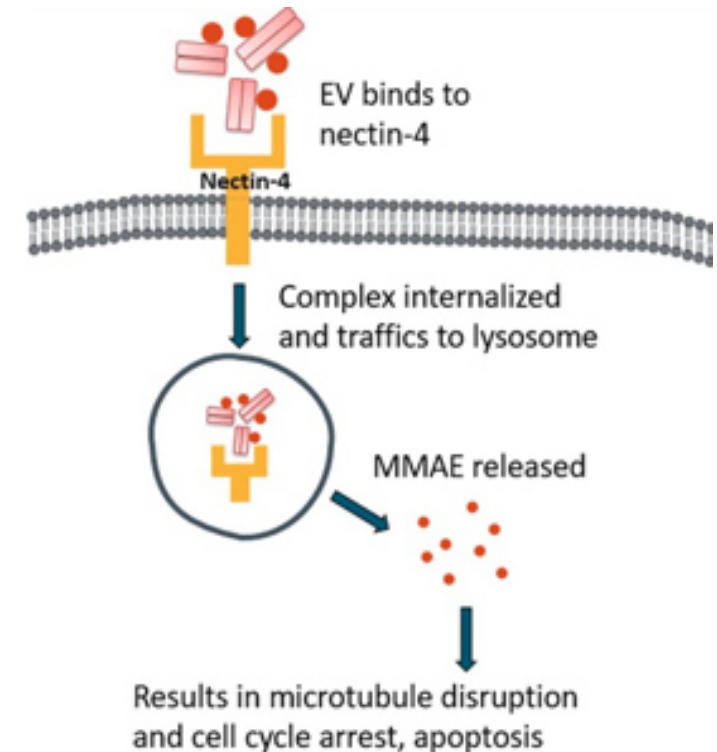 EV binds to
nectin-4
Nectin-4
Complex internalized
and traffics to lysosome
MMAE released
Results in microtubule disruption
and cell cycle arrest, apoptosis